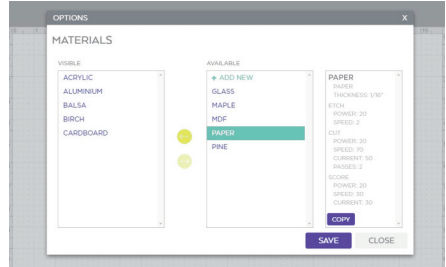 OPTIONS
X
MATERIALS
VISIBLE
ACRYLIC
ALUMINIUM
BALSA
BIRCH
CARDBOARD
AVAILABLE
+ ADD NEW
GLASS
MAPLE
MDF
PAPER
PINE
PAPER
PAPER
THICKNESS: 1/16"
ETCH
POWER: 20
SPEED: 2
CUT
POWER: 20
SPEED: 70
CURRENT: 50
PASSES: 2
SCORE
POWER: 20
SPEED: 30
CURRENT: 30
COPY
SAVE
CLOSE